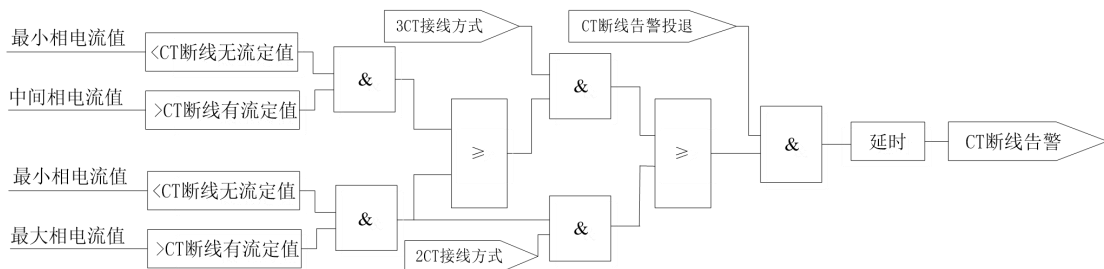 3CT接线方式
CT断线告警投退
最小相电流值
<CT断线无流定值
&
&
中间相电流值
>CT断线有流定值
≥
≥
&
延时
CT断线告警
最小相电流值
<CT断线无流定值
&
&
最大相电流值
>CT断线有流定值
2CT接线方式